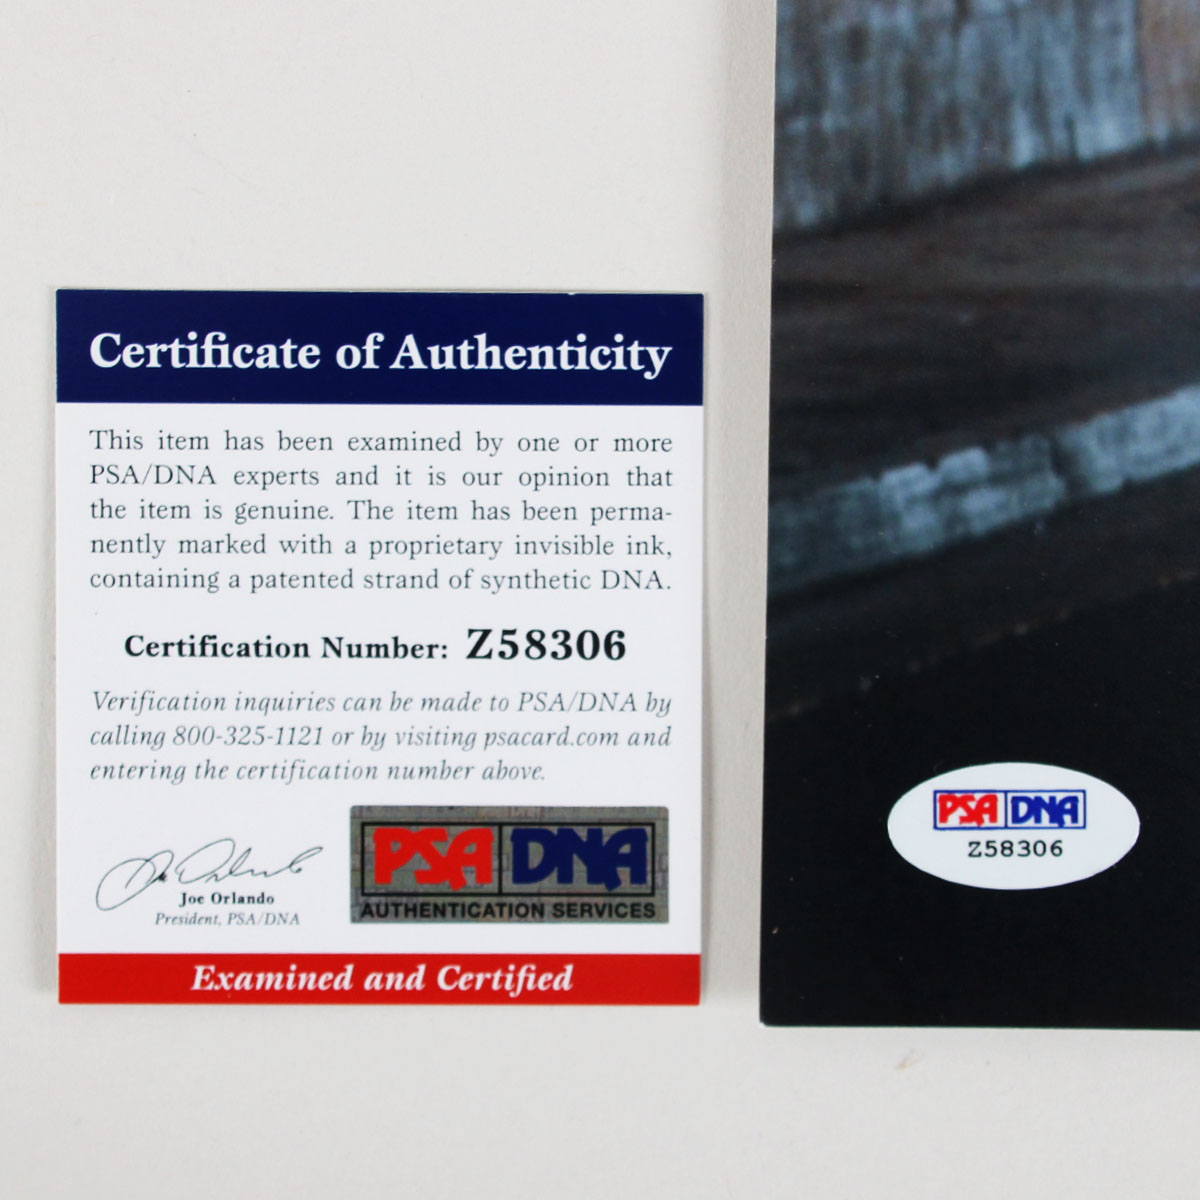 Certificate of Authenticity
This item has been examined by one or more
PSA/DNA experts and it is our opinion that
the item is genuine. The item has been perma-
nently marked with a proprietary invisible ink,
containing a patented strand of synthetic DNA.
Certification Number: Z58306
Verification inquiries can be made to PSA/DNA by
calling 800-325-1121 or by visiting psacard.com and
entering the certification number above.
Joe Orlando
President, PSA/DNA
PSA DNA
AUTHENTICATION SERVICES
Examined and Certified
PSA DNA
Z58306